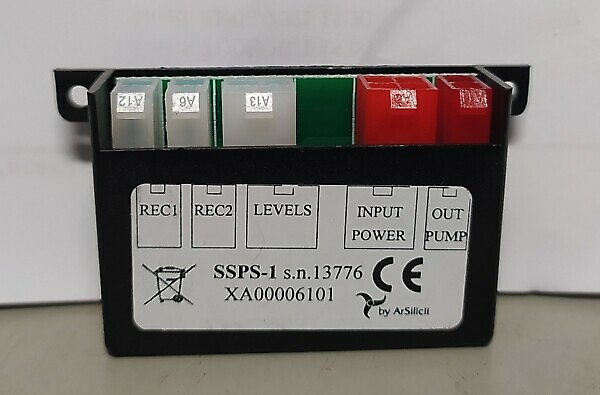 A12
A6
A13
REC1
REC2
LEVELS
INPUT
POWER
OUT
PUMP
SSPS-1 s.n.13776
CE
XA00006101
by ArSilicii